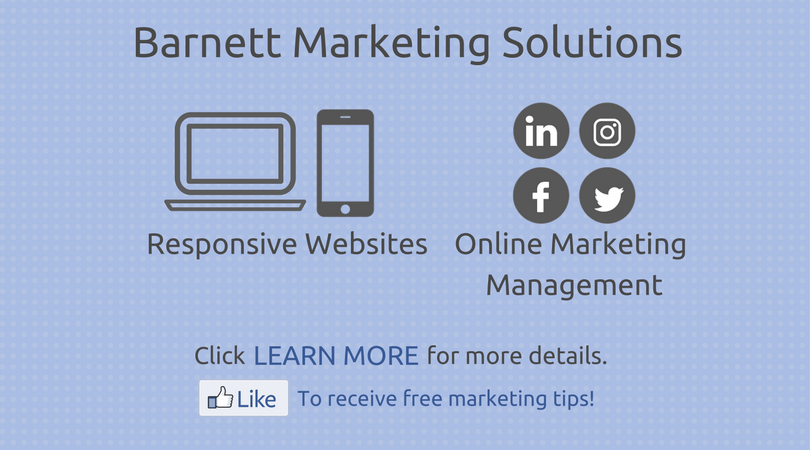 Barnett Marketing Solutions
in
f
Responsive Websites
Online Marketing
Management
Click LEARN MORE for more details.
Like To receive free marketing tips!